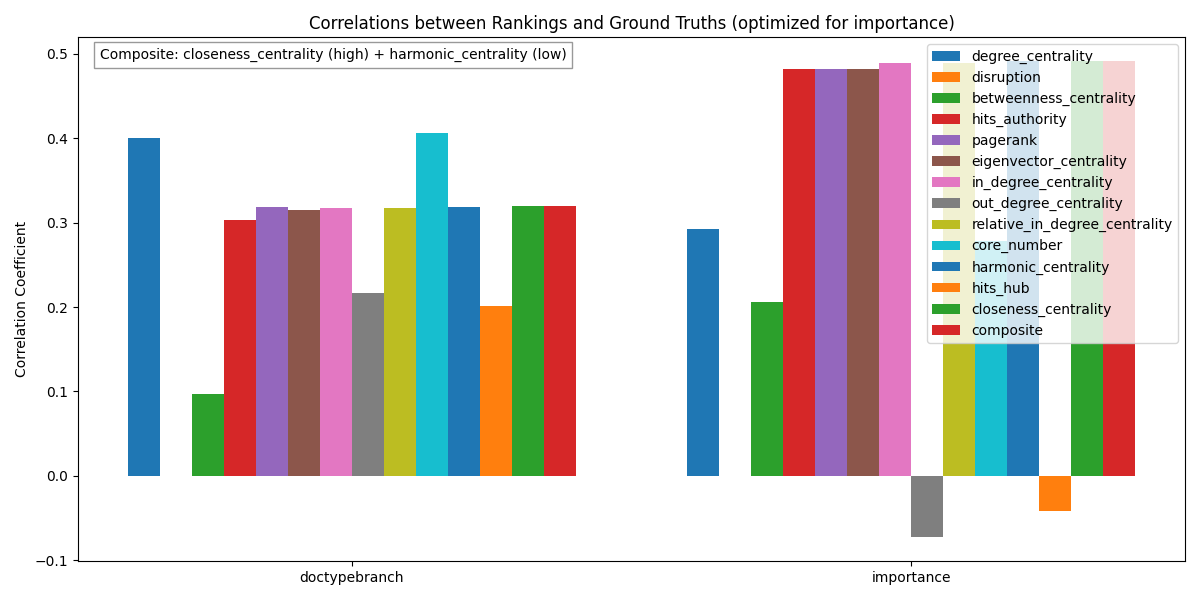 Correlations between Rankings and Ground Truths (optimized for importance)
Composite: closeness_centrality (high) + harmonic_centrality (low)
degree_centrality
disruption
betweenness_centrality
hits_authority
pagerank
eigenvector_centrality
in_degree_centrality
out_degree_centrality
relative_in_degree_centrality
core_number
harmonic_centrality
hits_hub
closeness_centrality
composite
Correlation Coefficient
0.5
0.4
0.3
0.2
0.1
0.0
−0.1
doctypebranch
importance